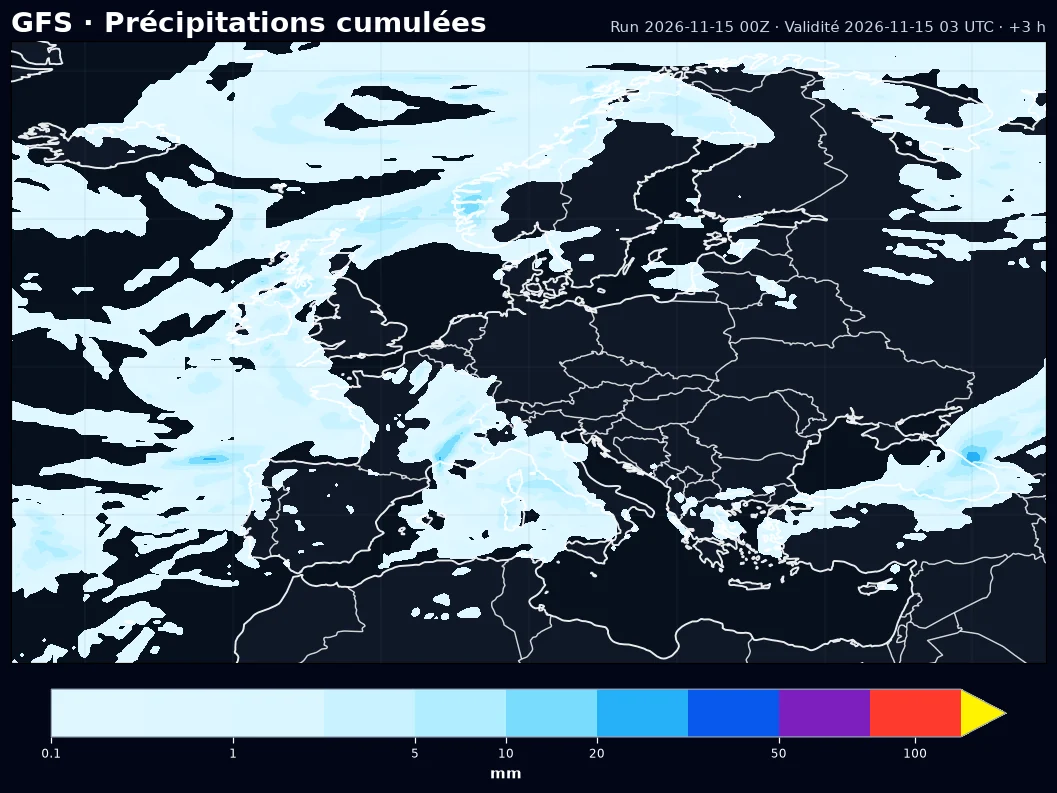 GFS · Précipitations cumulées
Run 2026-11-15 00Z · Validité 2026-11-15 03 UTC · +3 h
0.1 1 5 10 20 50 100
mm